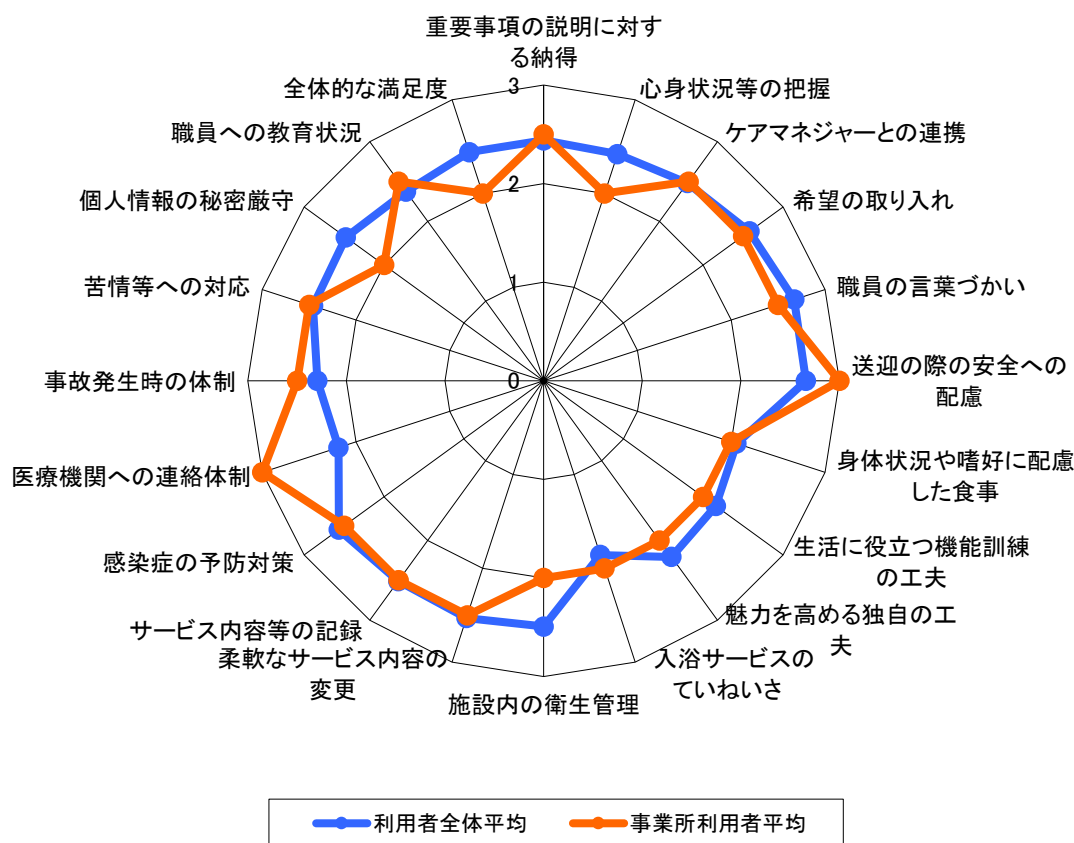 重要事項の説明に対す
る納得
心身状況等の把握
ケアマネジャーとの連携
希望の取り入れ
職員の言葉づかい
送迎の際の安全への
配慮
身体状況や嗜好に配慮
した食事
生活に役立つ機能訓練
の工夫
魅力を高める独自の工
夫
入浴サービスの
ていねいさ
施設内の衛生管理
柔軟なサービス内容の
変更
サービス内容等の記録
感染症の予防対策
医療機関への連絡体制
事故発生時の体制
苦情等への対応
個人情報の秘密厳守
職員への教育状況
全体的な満足度
3
2
1
0
利用者全体平均
事業所利用者平均